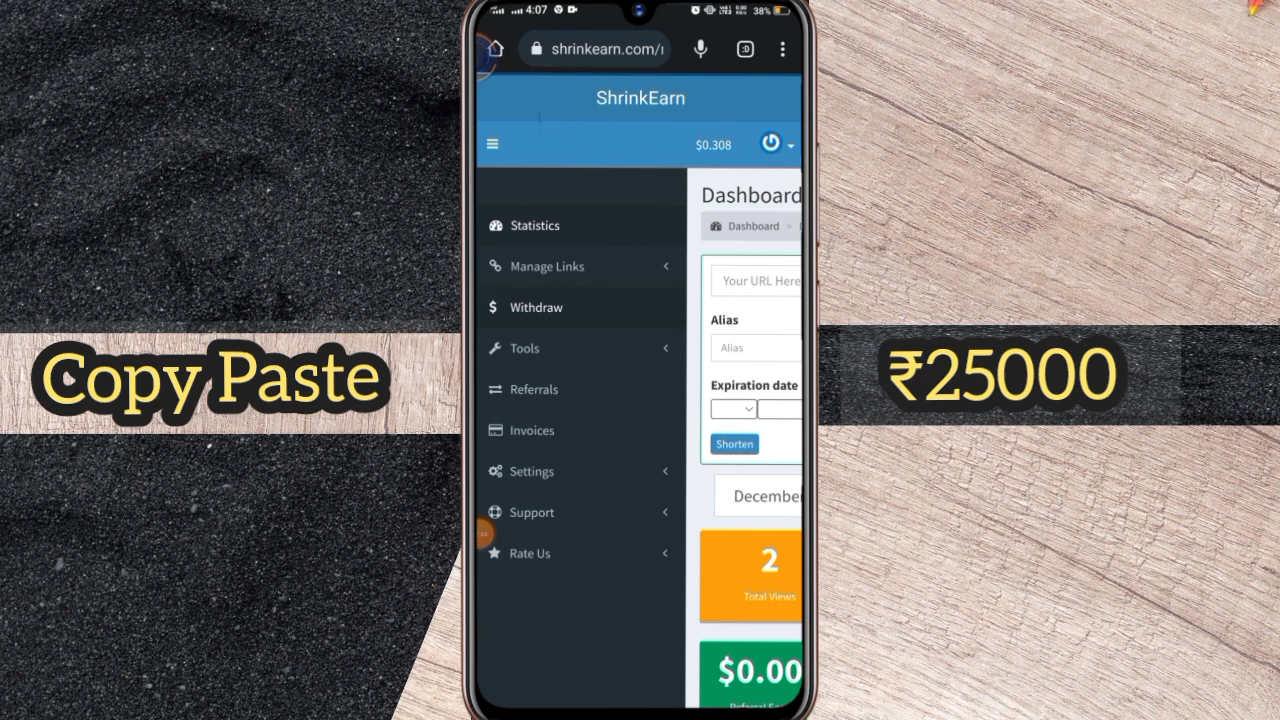 4:07
38%
shrinkearn.com/
ShrinkEarn
$0.308
Statistics
Dashboard
Dashboard >
Manage Links
Your URL Here
Withdraw
Alias
Tools
Alias
Referrals
Expiration date
Copy Paste
₹25000
Invoices
Shorten
Settings
Decembe
Support
2
Rate Us
Total Views
$0.00